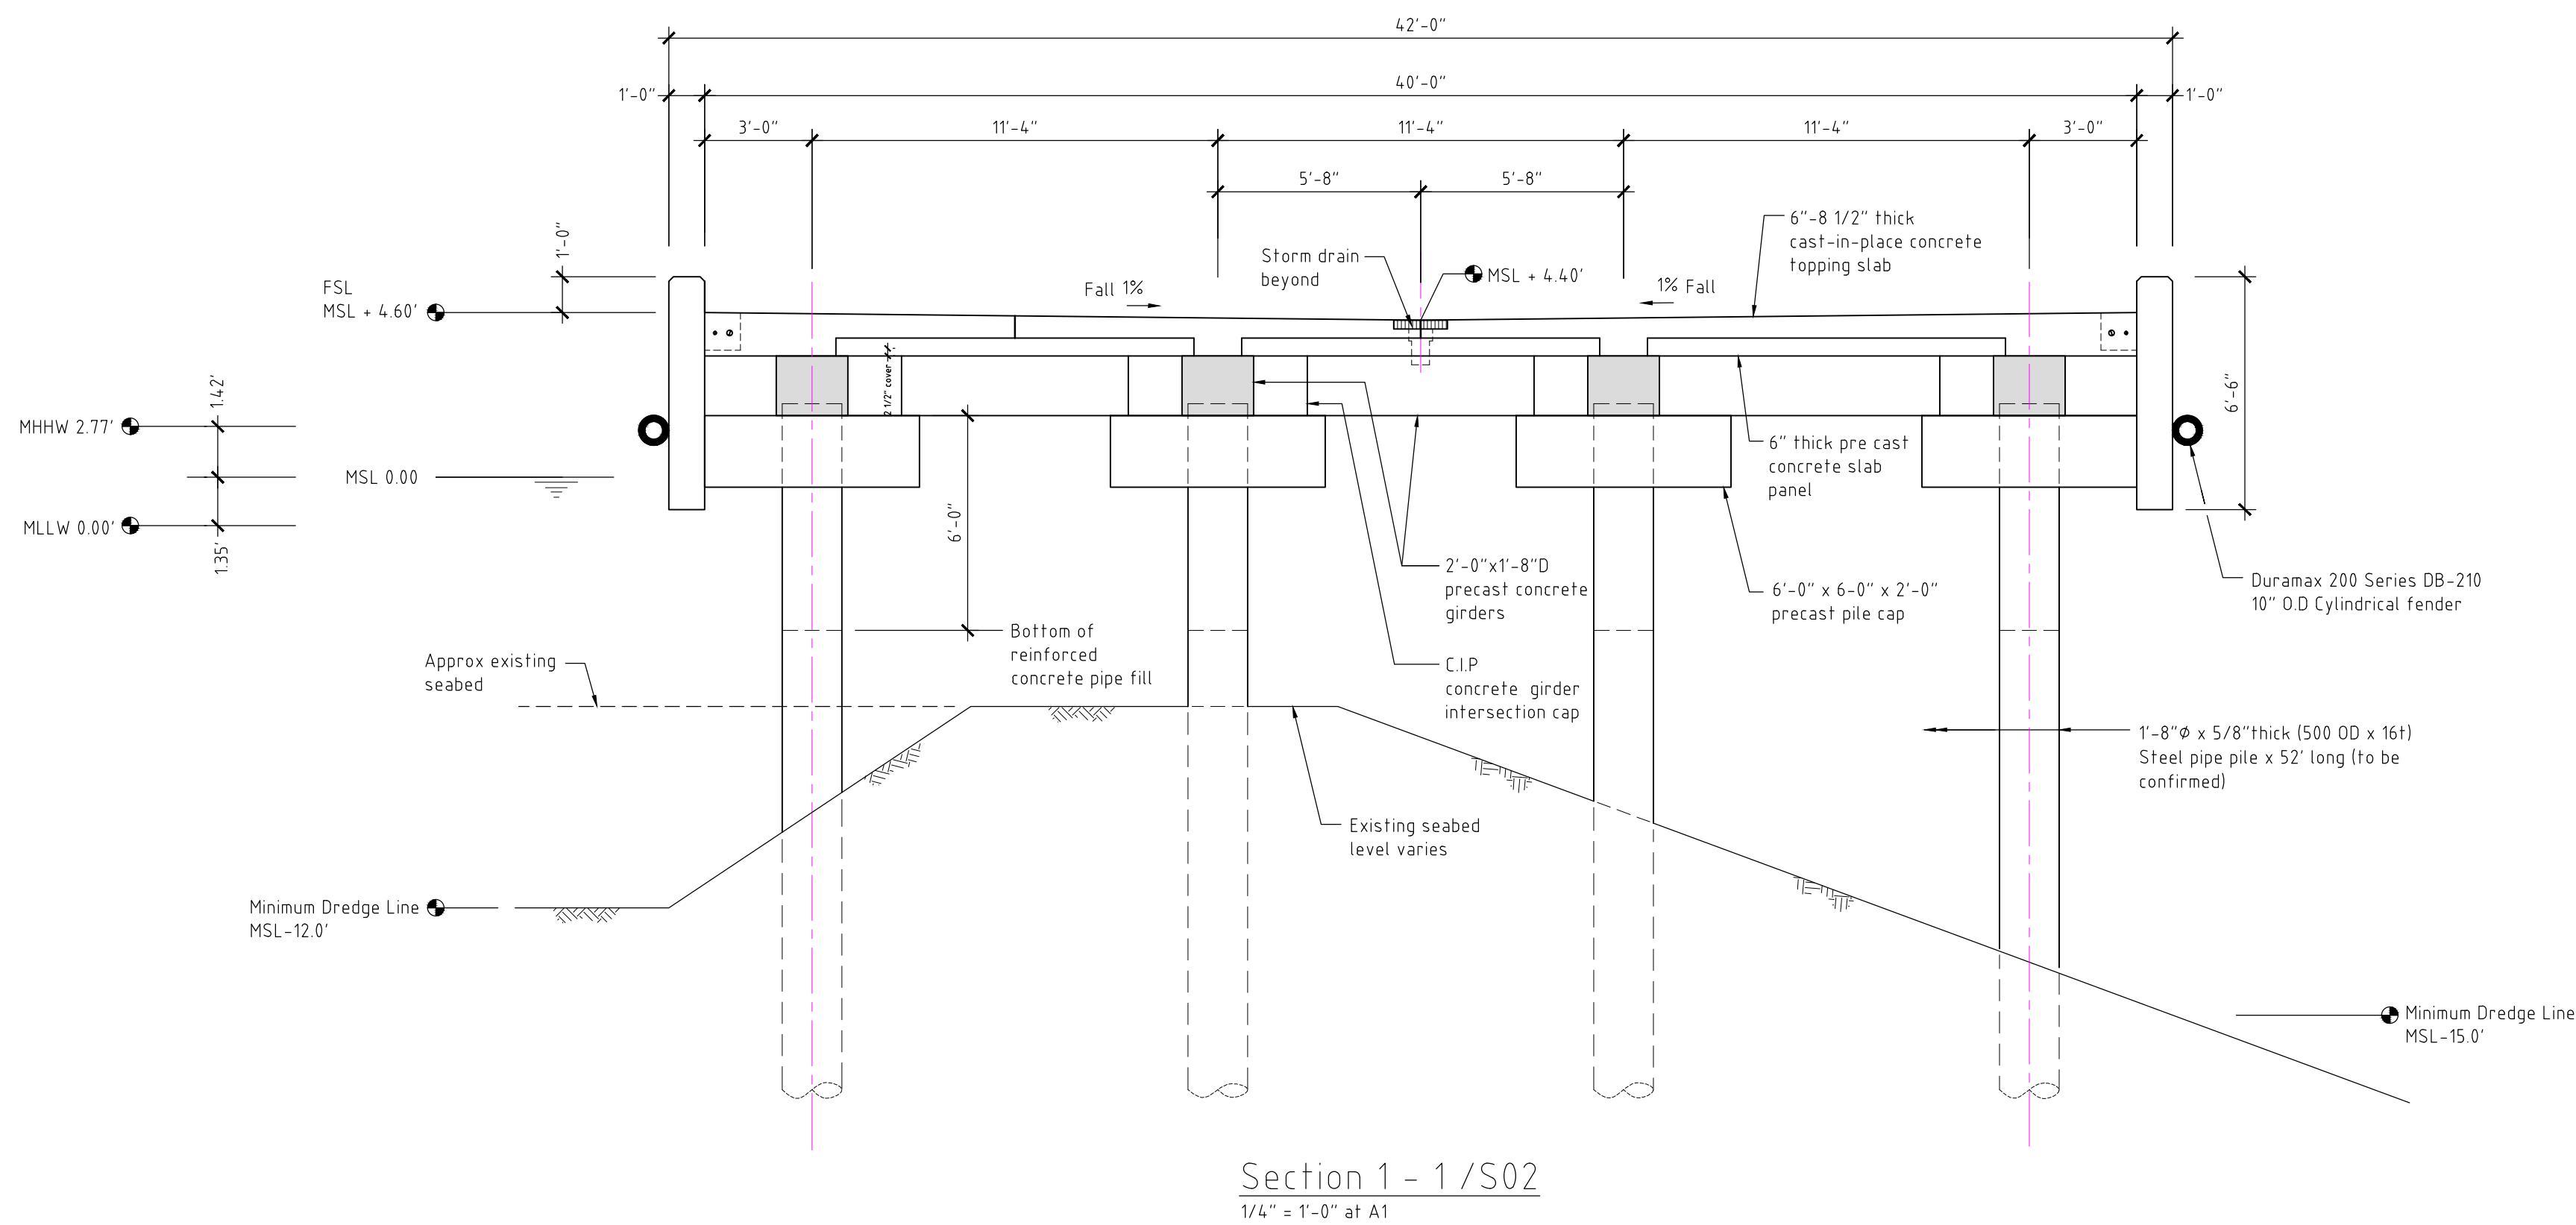 42'-0"
1'-0"
40'-0"
1'-0"
3'-0"
11'-4"
11'-4"
11'-4"
3'-0"
5'-8"
5'-8"
1'-0"
FSL
MSL + 4.60'
Fall 1%
Storm drain
beyond
MSL + 4.40'
1% Fall
6"-8 1/2" thick
cast-in-place concrete
topping slab
2 1/2" cover
1.42'
MHHW 2.77'
MSL 0.00
MLLW 0.00'
1.35'
6'-0"
6'-6"
6" thick pre cast
concrete slab
panel
2'-0"x1'-8"D
precast concrete
girders
6'-0" x 6-0" x 2'-0"
precast pile cap
Duramax 200 Series DB-210
10" O.D Cylindrical fender
Bottom of
reinforced
concrete pipe fill
Approx existing
seabed
C.I.P
concrete girder
intersection cap
1'-8"Ø x 5/8"thick (500 OD x 16t)
Steel pipe pile x 52' long (to be
confirmed)
Existing seabed
level varies
Minimum Dredge Line
MSL-12.0'
Minimum Dredge Line
MSL-15.0'
Section 1 - 1 /S02
1/4" = 1'-0" at A1